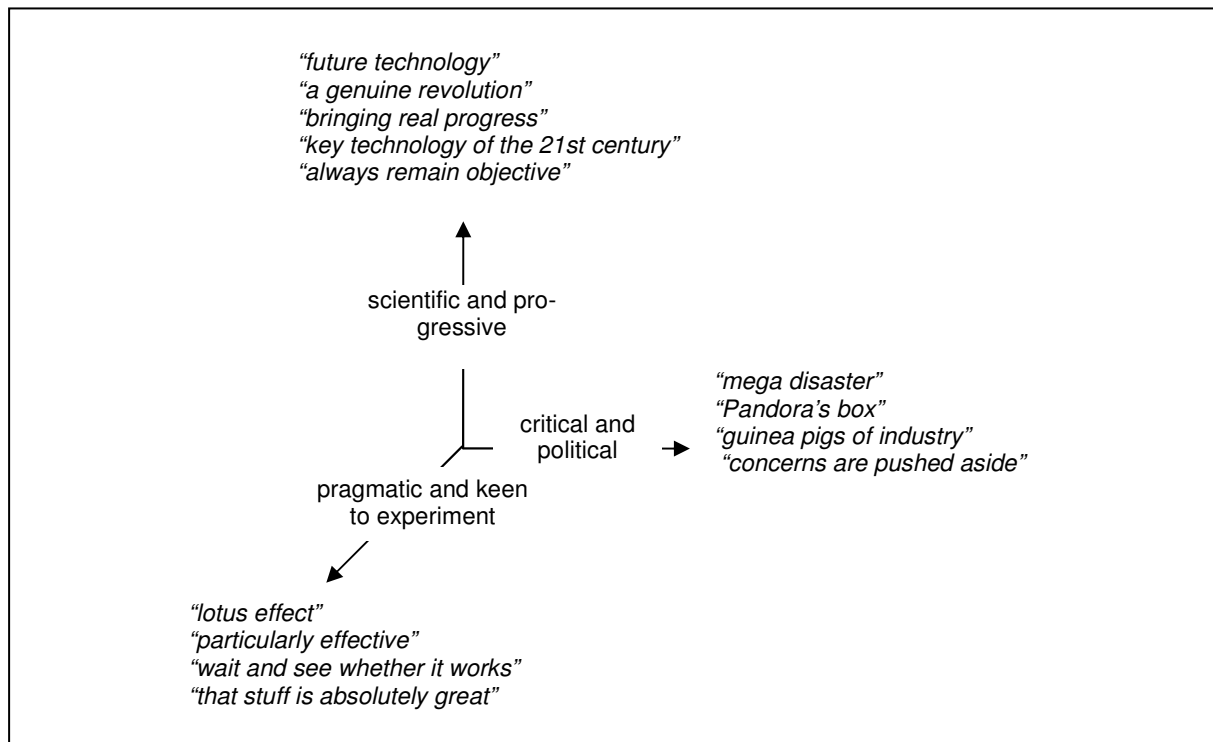 “future technology”
“a genuine revolution”
“bringing real progress”
“key technology of the 21st century”
“always remain objective”
scientific and pro-
gressive
“mega disaster”
“Pandora’s box”
“guinea pigs of industry”
“concerns are pushed aside”
critical and
political
pragmatic and keen
to experiment
“lotus effect”
“particularly effective”
“wait and see whether it works”
“that stuff is absolutely great”